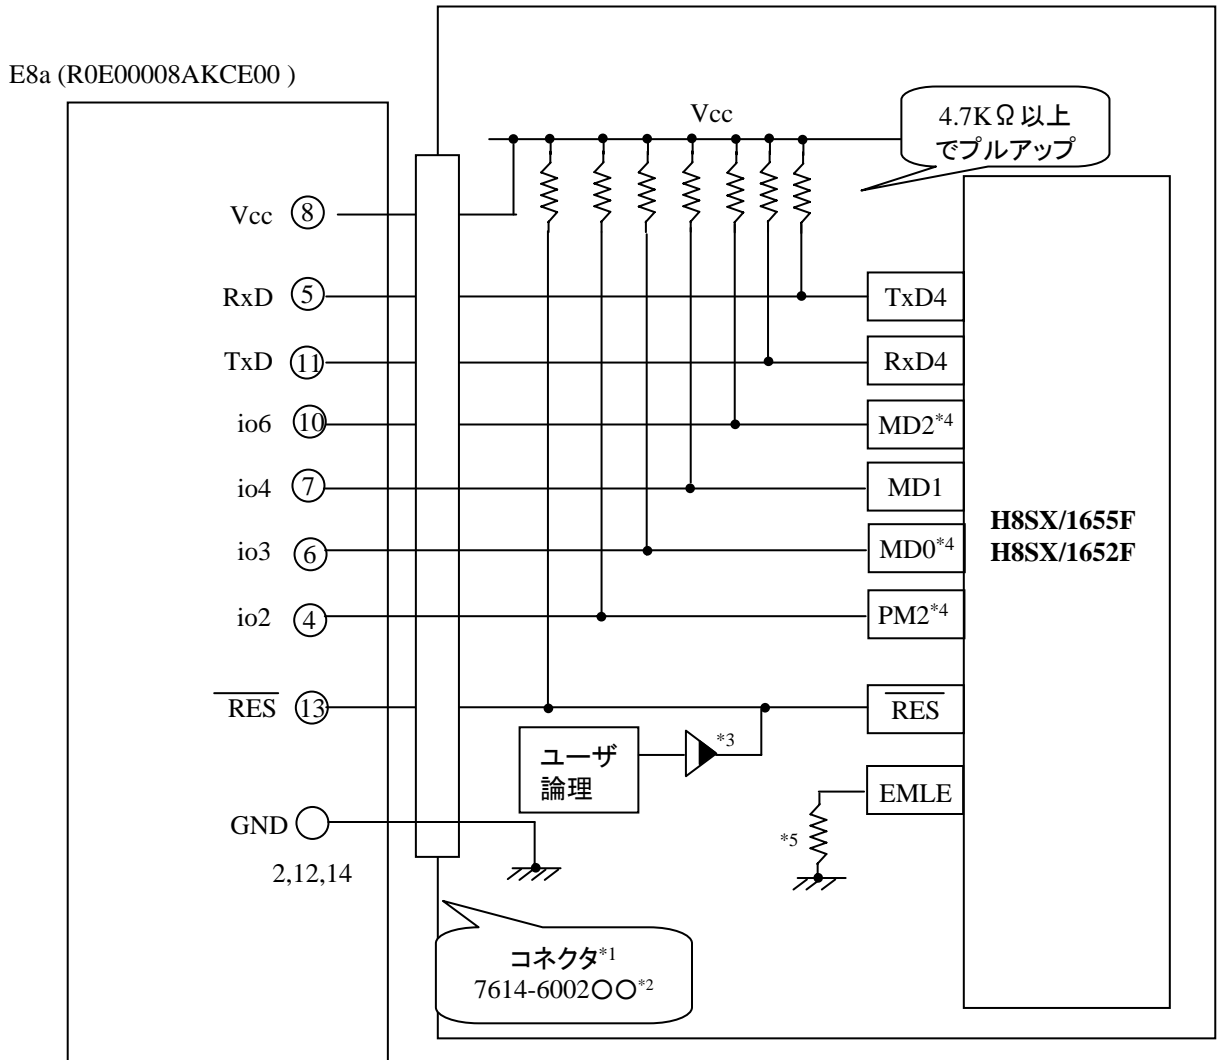 E8a (R0E00008AKCE00 )
Vcc
4.7KΩ以上
でプルアップ
Vcc ⑧
RxD ⑤
TxD4
TxD ⑪
RxD4
io6 ⑩
MD2*4
io4 ⑦
MD1
H8SX/1655F
H8SX/1652F
io3 ⑥
MD0*4
io2 ④
PM2*4
RES ⑬
RES
ユーザ
論理
*3
EMLE
*5
GND
2,12,14
コネクタ*1
7614-6002○○*2